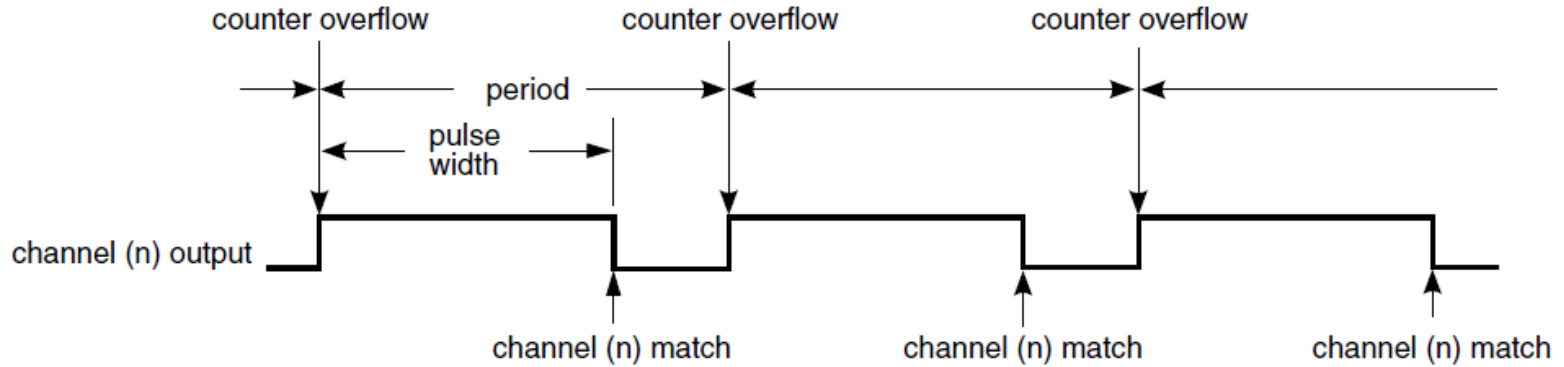 counter overflow counter overflow counter overflow
period
pulse
width
channel (n) output
channel (n) match channel (n) match channel (n) match